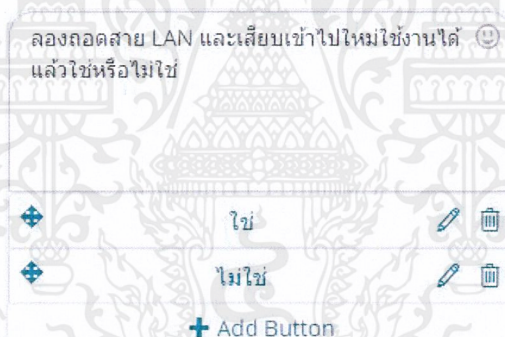 ลองถอดสาย LAN และเสียบเข้าไปใหม่ใช้งานได้
แล้วใช่หรือไม่ใช่
ใช่
ไม่ใช่
Add Button